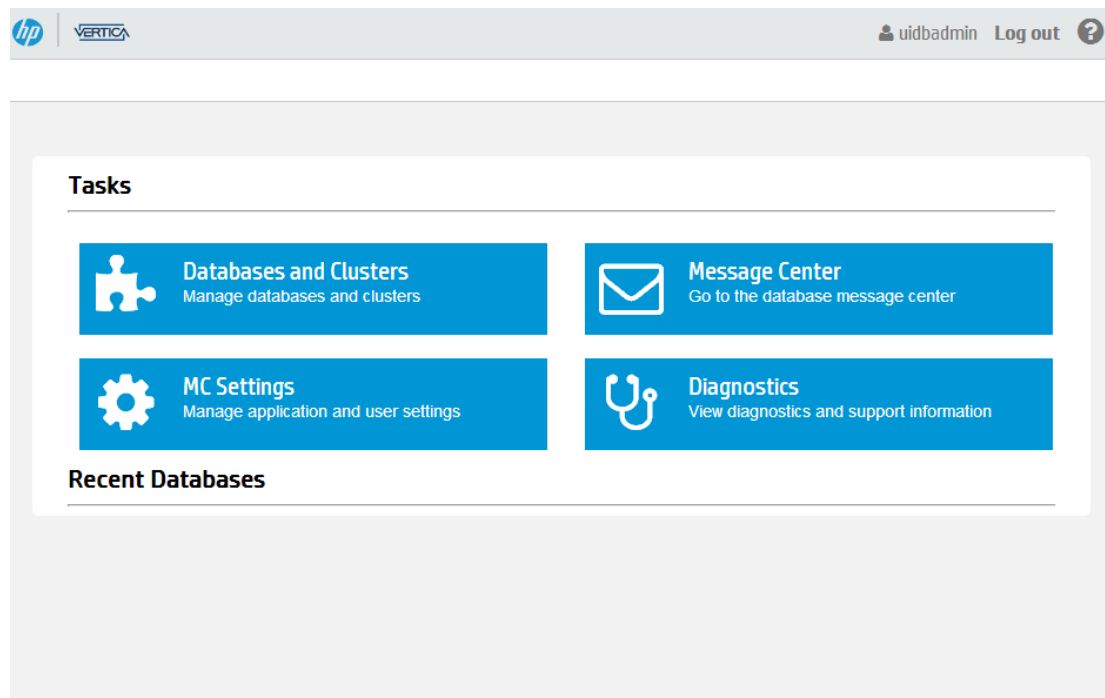 hp VERTICA uidbadmin Log out ?
Tasks
Databases and Clusters
Manage databases and clusters
Message Center
Go to the database message center
MC Settings
Manage application and user settings
Diagnostics
View diagnostics and support information
Recent Databases